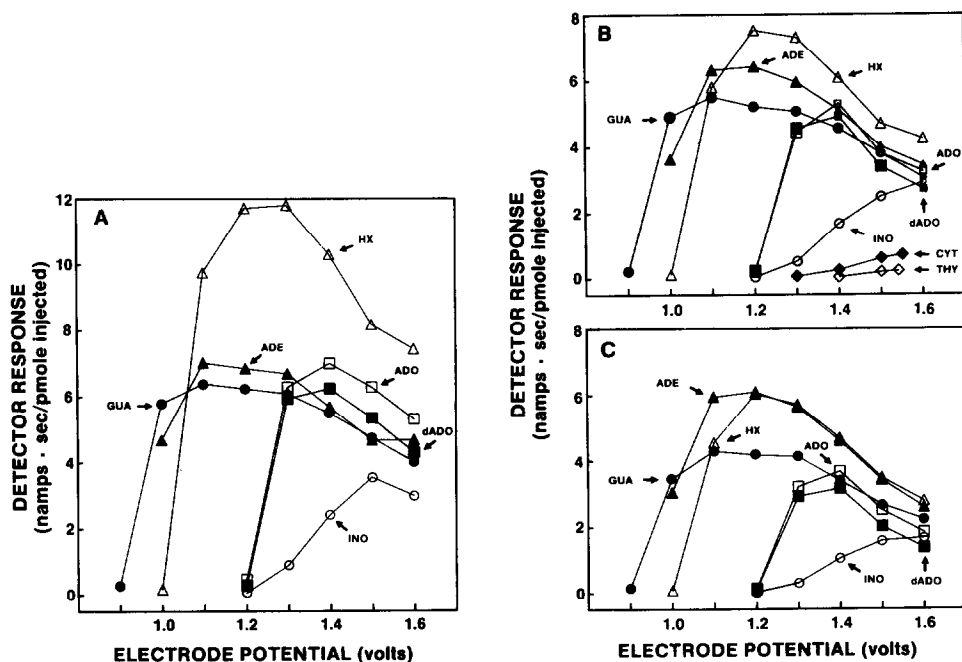 A
12
10
8
6
4
2
0
DETECTOR RESPONSE
(namps · sec/pmole injected)
HX
ADE
ADO
GUA
dADO
INO
1.0
1.2
1.4
1.6
ELECTRODE POTENTIAL (volts)
B
8
6
4
2
0
DETECTOR RESPONSE
(namps · sec/pmole injected)
ADE
HX
GUA
ADO
dADO
INO
CYT
THY
1.0
1.2
1.4
1.6
C
8
6
4
2
0
ADE
HX
ADO
GUA
INO
dADO
1.0
1.2
1.4
1.6
ELECTRODE POTENTIAL (volts)